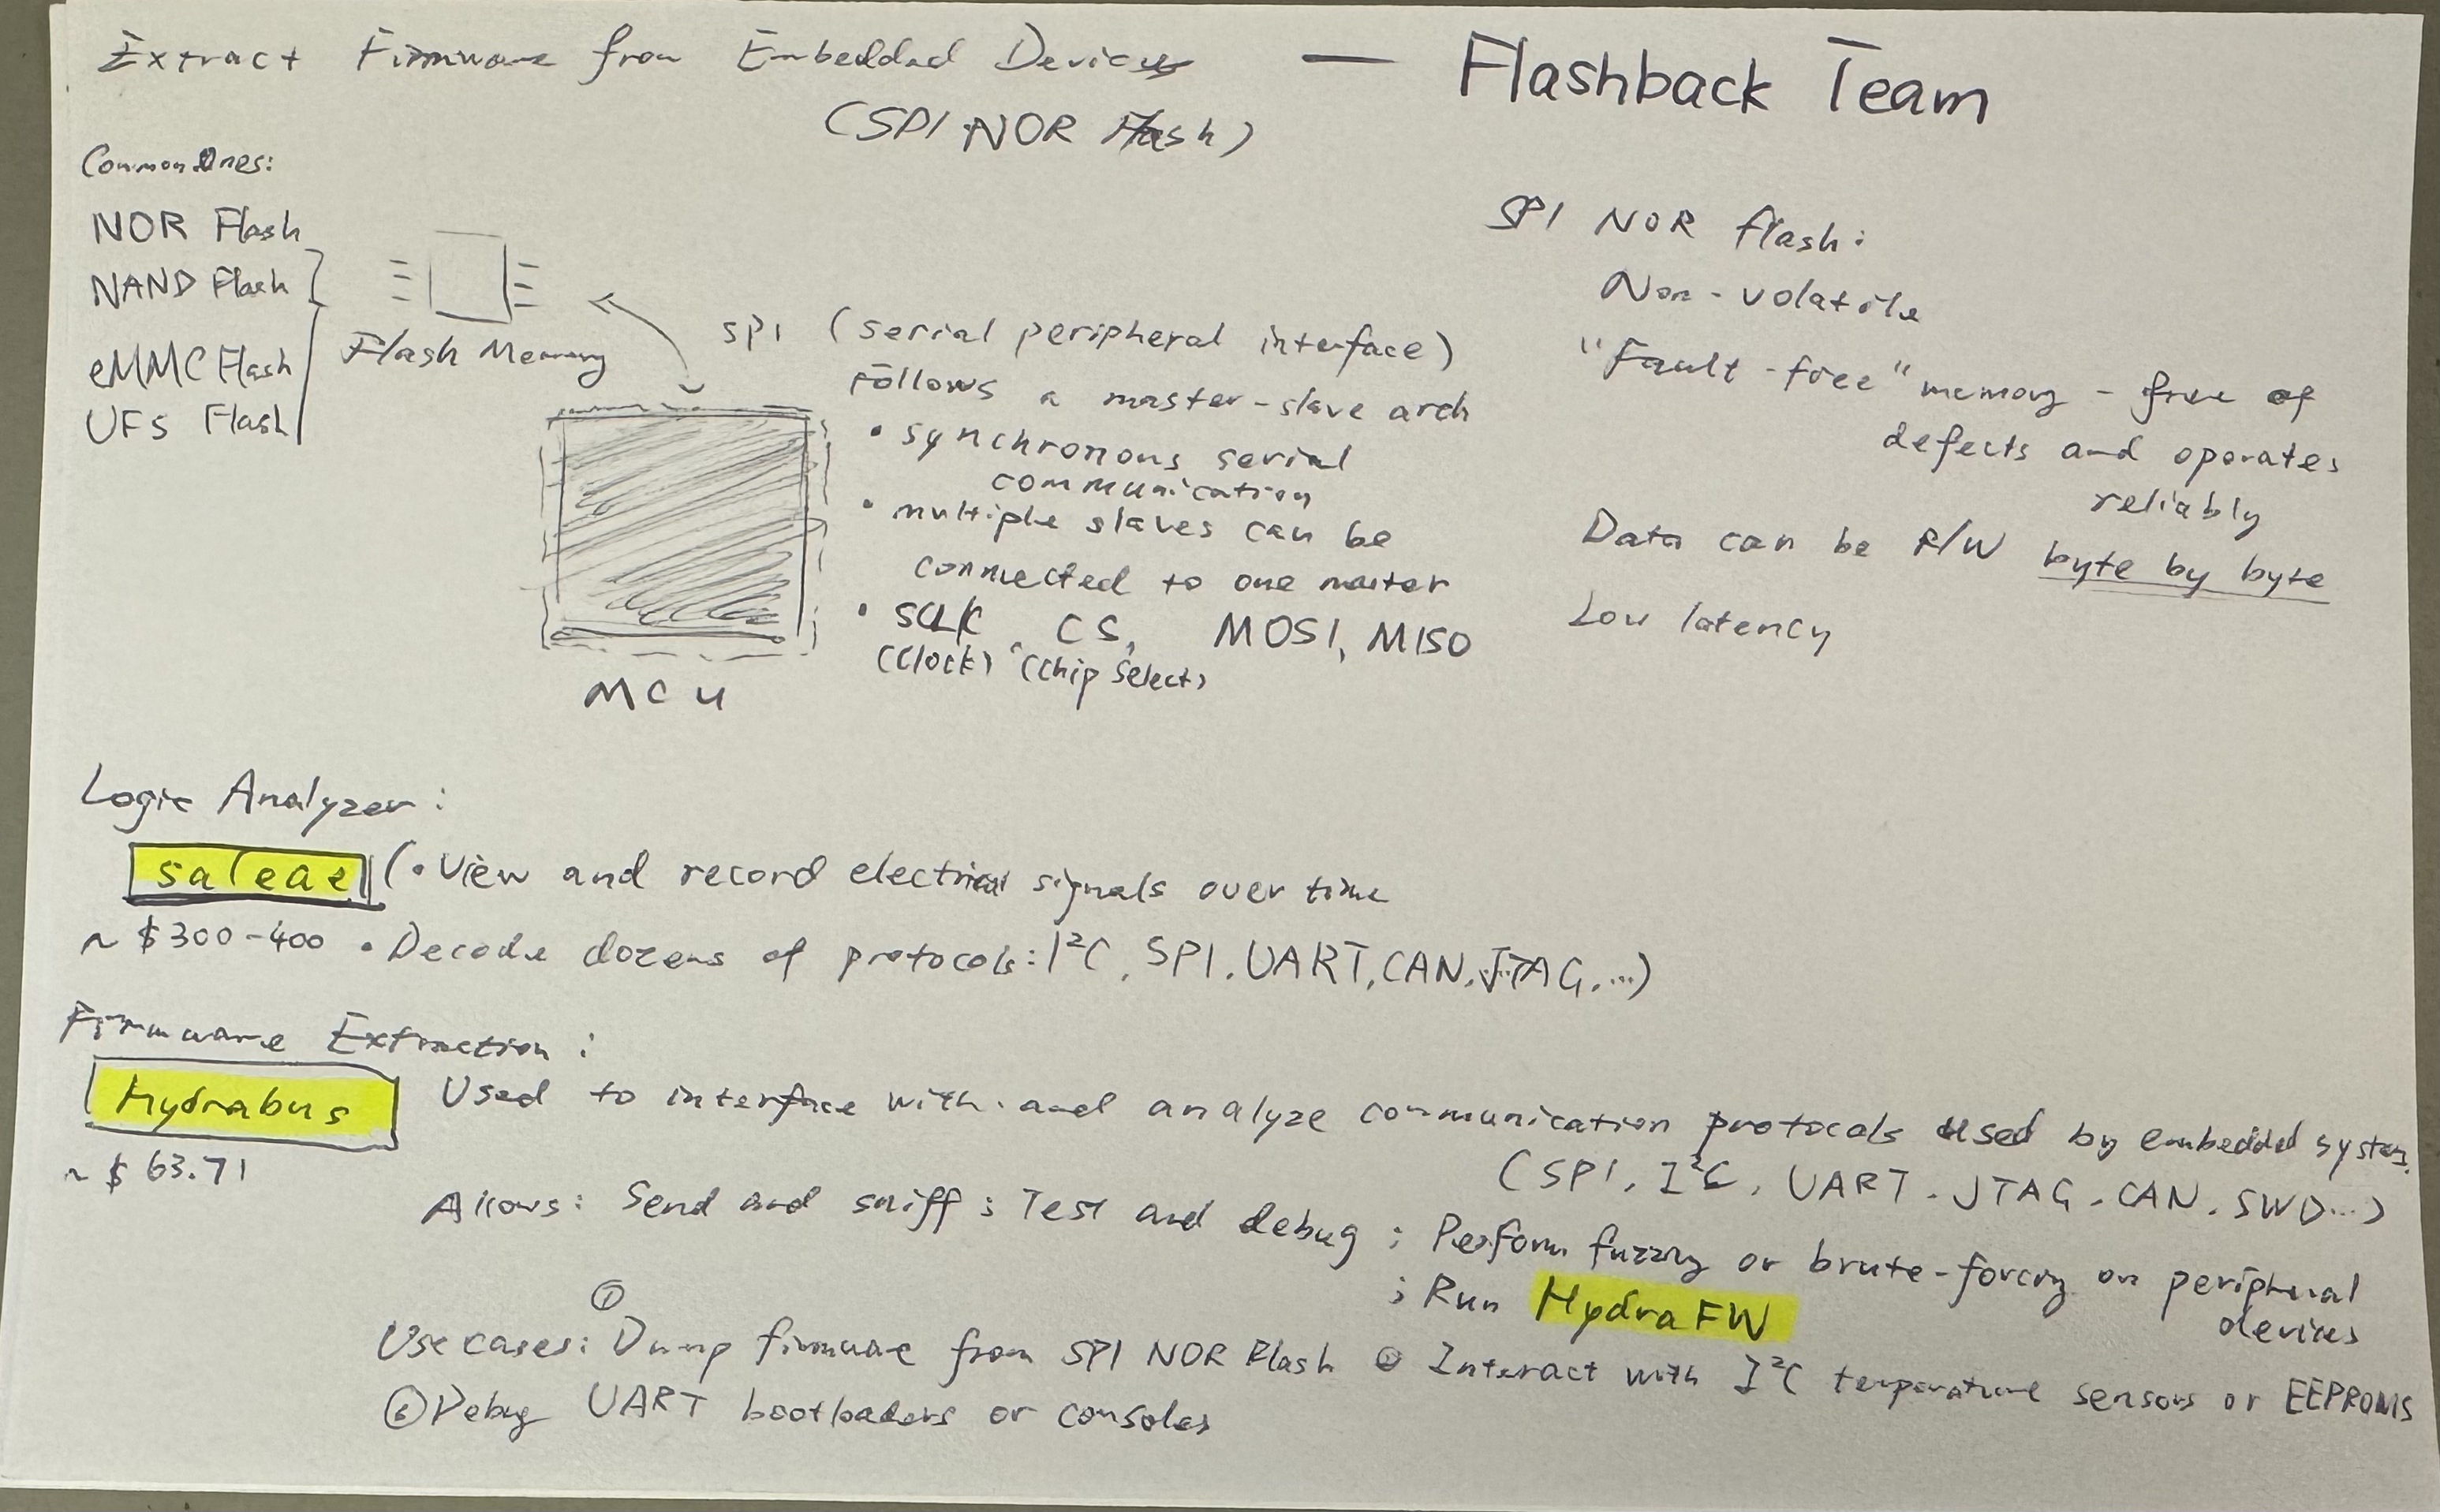 Extract Firmware from Embedded Devices — Flashback Team
(SPI NOR Flash)
Common Ones:
NOR Flash
NAND Flash
eMMC Flash
UFS Flash
Flash Memory
MCU
SPI (serial peripheral interface)
Follows a master-slave arch
• synchronous serial
communication
• multiple slaves can be
connected to one master
• SCLK, CS, MOSI, MISO
(Clock) (Chip Select)
SPI NOR flash:
Non-volatile
"Fault-free" memory - free of
defects and operates
reliably
Data can be R/W byte by byte
Low latency
Logic Analyzer:
saleae (• View and record electrical signals over time
~ $300-400 • Decode dozens of protocols: I²C, SPI, UART, CAN, JTAG, ...)
Firmware Extraction:
Hydrabus Used to interface with and analyze communication protocols used by embedded systems.
~ $63.71
(SPI, I²C, UART, JTAG, CAN, SWD...)
Allows: Send and sniff ; Test and debug ; Perform fuzzing or brute-forcing on peripheral
devices
; Run HydraFW
Use cases: ① Dump firmware from SPI NOR Flash ② Interact with I²C temperature sensors or EEPROMs
Debug UART bootloaders or consoles